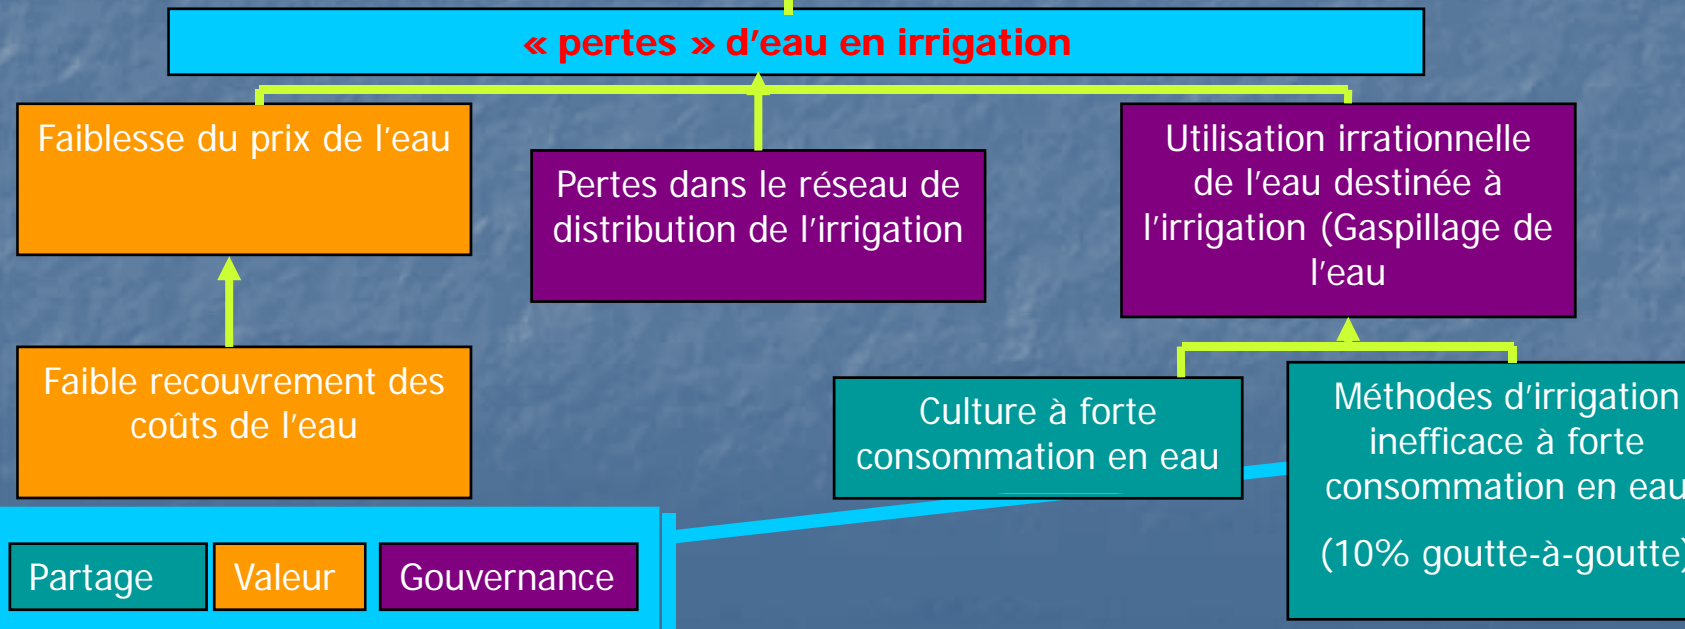 « pertes » d'eau en irrigation
Faiblesse du prix de l'eau
Pertes dans le réseau de
distribution de l'irrigation
Utilisation irrationnelle
de l'eau destinée à
l'irrigation (Gaspillage de
l'eau
Faible recouvrement des
coûts de l'eau
Culture à forte
consommation en eau
Méthodes d'irrigation
inefficace à forte
consommation en eau
(10% goutte-à-goutte)
Partage
Valeur
Gouvernance